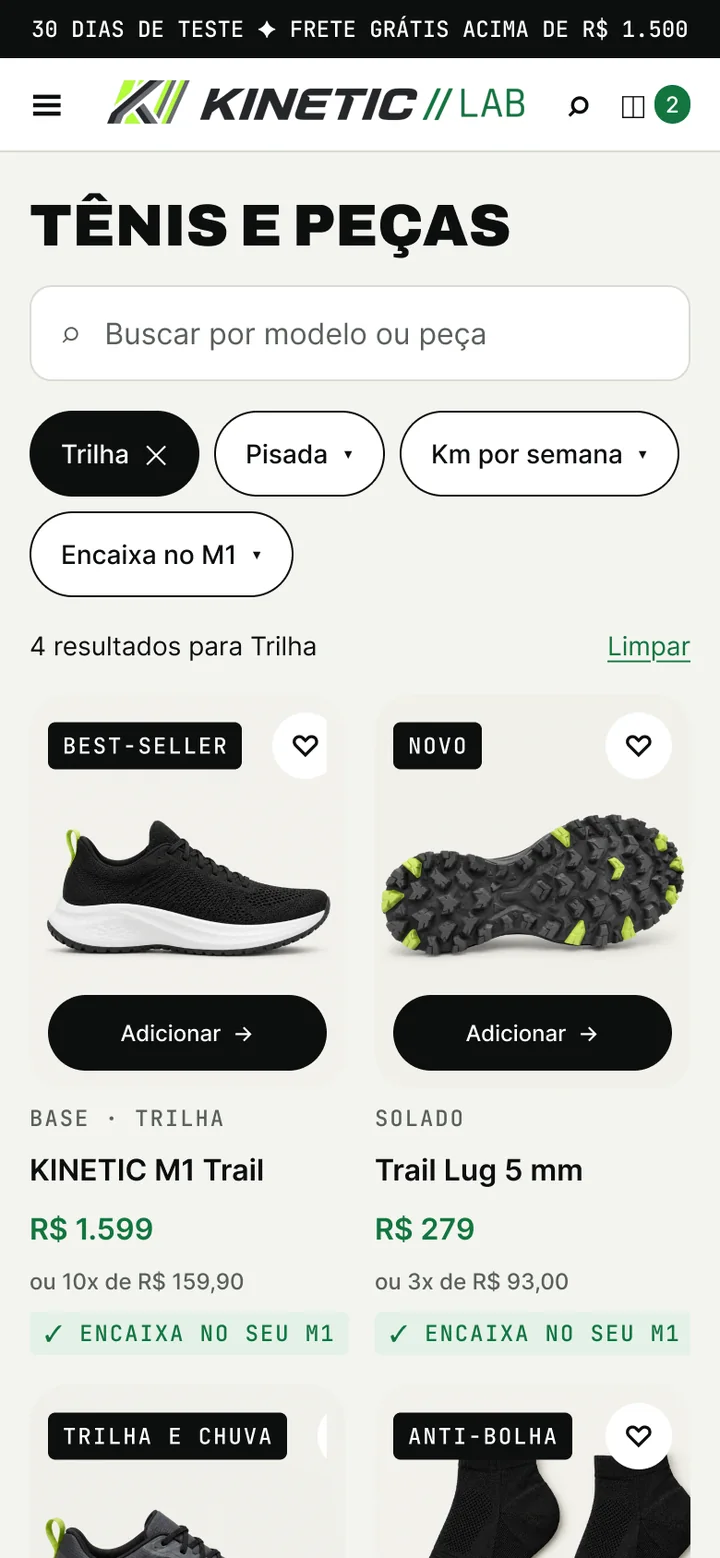 30 DIAS DE TESTE ✦ FRETE GRÁTIS ACIMA DE R$ 1.500
KINETIC // LAB
2
TÊNIS E PEÇAS
Buscar por modelo ou peça
Trilha ✕
Pisada ▾
Km por semana ▾
Encaixa no M1 ▾
4 resultados para Trilha
Limpar
BEST-SELLER
Adicionar →
BASE · TRILHA
KINETIC M1 Trail
R$ 1.599
ou 10x de R$ 159,90
✓ ENCAIXA NO SEU M1
NOVO
Adicionar →
SOLADO
Trail Lug 5 mm
R$ 279
ou 3x de R$ 93,00
✓ ENCAIXA NO SEU M1
TRILHA E CHUVA
ANTI-BOLHA